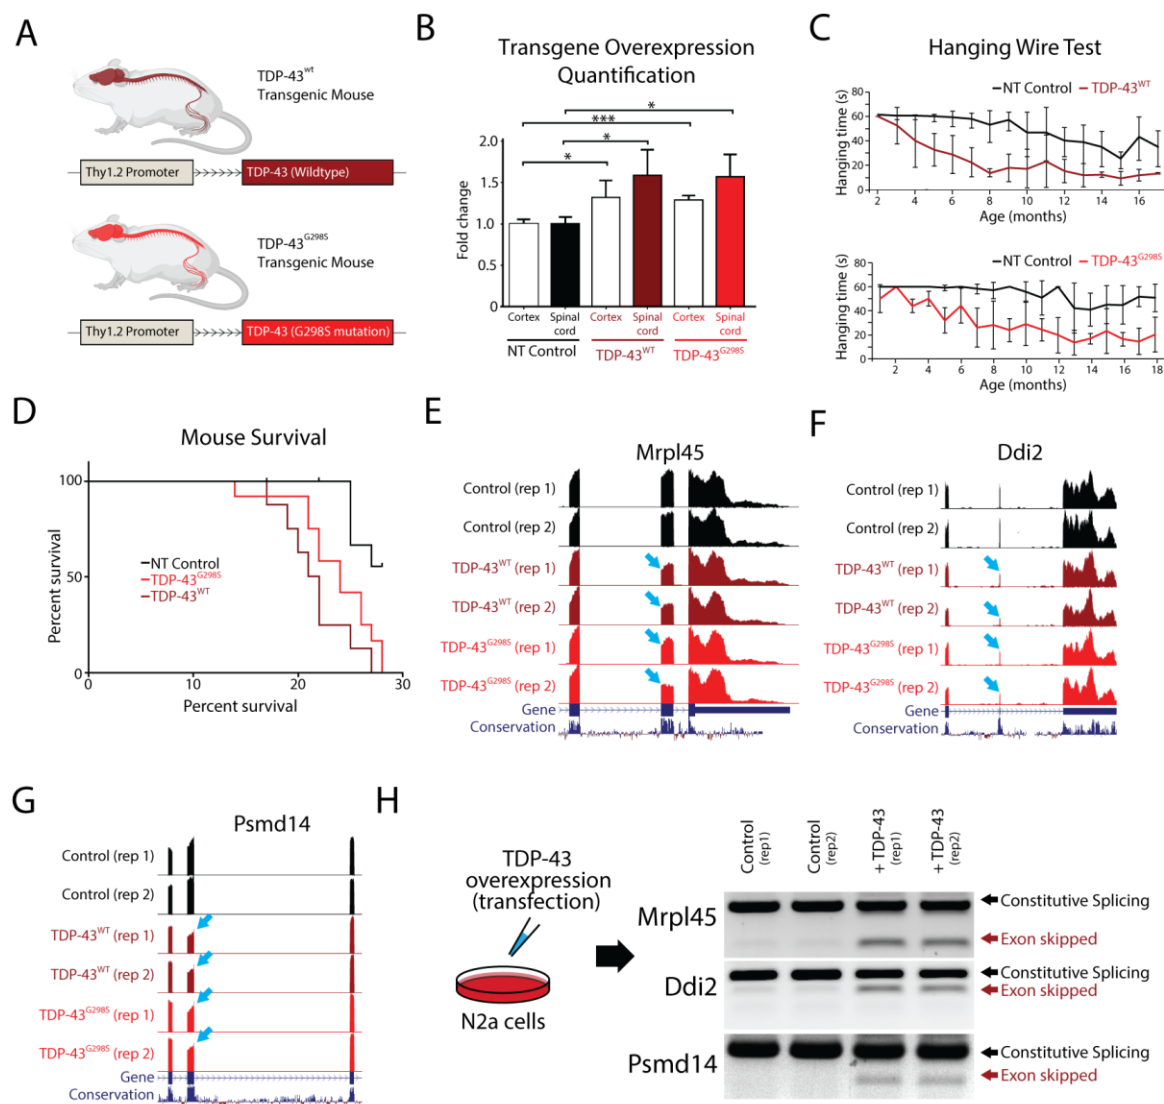 A
TDP-43wt
Transgenic Mouse
Thy1.2 Promoter
TDP-43 (Wildtype)
TDP-43G298S
Transgenic Mouse
Thy1.2 Promoter
TDP-43 (G298S mutation)
B
Transgene Overexpression
Quantification
*
***
*
*
2.0
1.5
1.0
0.5
0
Fold change
Cortex Spinal cord Cortex Spinal cord Cortex Spinal cord
NT Control TDP-43WT TDP-43G298S
C
Hanging Wire Test
NT Control TDP-43WT
Hanging time (s)
80
60
40
20
0
2 4 6 8 10 12 14 16
Age (months)
NT Control TDP-43G298S
Hanging time (s)
80
60
40
20
0
2 4 6 8 10 12 14 16 18
Age (months)
D
Mouse Survival
Percent survival
100
50
0
NT Control
TDP-43G298S
TDP-43WT
0 10 20 30
Percent survival
E
Mrpl45
Control (rep 1)
Control (rep 2)
TDP-43WT (rep 1)
TDP-43WT (rep 2)
TDP-43G298S (rep 1)
TDP-43G298S (rep 2)
Gene
Conservation
F
Ddi2
Control (rep 1)
Control (rep 2)
TDP-43WT (rep 1)
TDP-43WT (rep 2)
TDP-43G298S (rep 1)
TDP-43G298S (rep 2)
Gene
Conservation
G
Psmd14
Control (rep 1)
Control (rep 2)
TDP-43WT (rep 1)
TDP-43WT (rep 2)
TDP-43G298S (rep 1)
TDP-43G298S (rep 2)
Gene
Conservation
H
TDP-43
overexpression
(transfection)
N2a cells
Control (rep1)
Control (rep2)
+ TDP-43 (rep1)
+ TDP-43 (rep2)
Mrpl45
Constitutive Splicing
Exon skipped
Ddi2
Constitutive Splicing
Exon skipped
Psmd14
Constitutive Splicing
Exon skipped